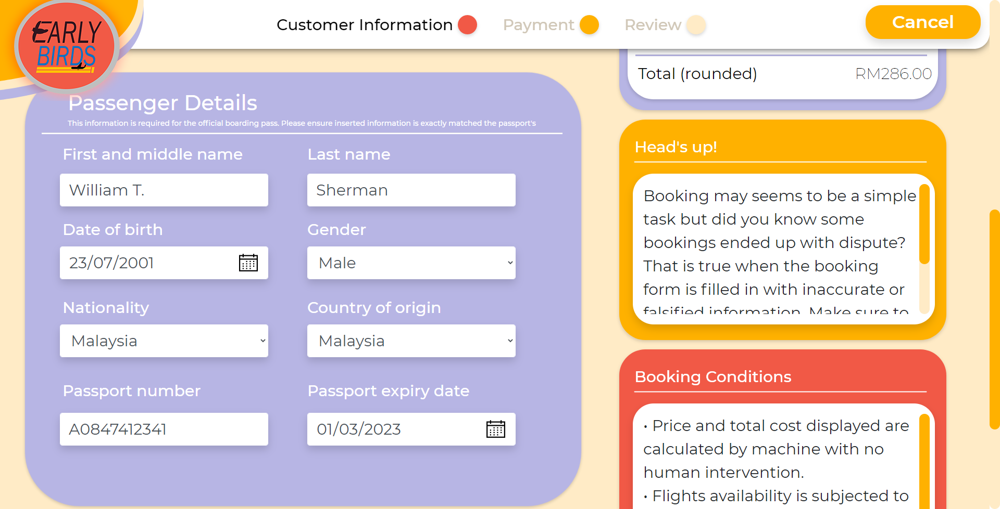 EARLY
BIRDS
Customer Information
Payment
Review
Cancel
Total (rounded) RM286.00
Passenger Details
This information is required for the official boarding pass. Please ensure inserted information is exactly matched the passport's
First and middle name
Last name
William T.
Sherman
Date of birth
Gender
23/07/2001
Male
Nationality
Country of origin
Malaysia
Malaysia
Passport number
Passport expiry date
A0847412341
01/03/2023
Head's up!
Booking may seems to be a simple
task but did you know some
bookings ended up with dispute?
That is true when the booking
form is filled in with inaccurate or
falsified information. Make sure to
Booking Conditions
• Price and total cost displayed are
calculated by machine with no
human intervention.
• Flights availability is subjected to